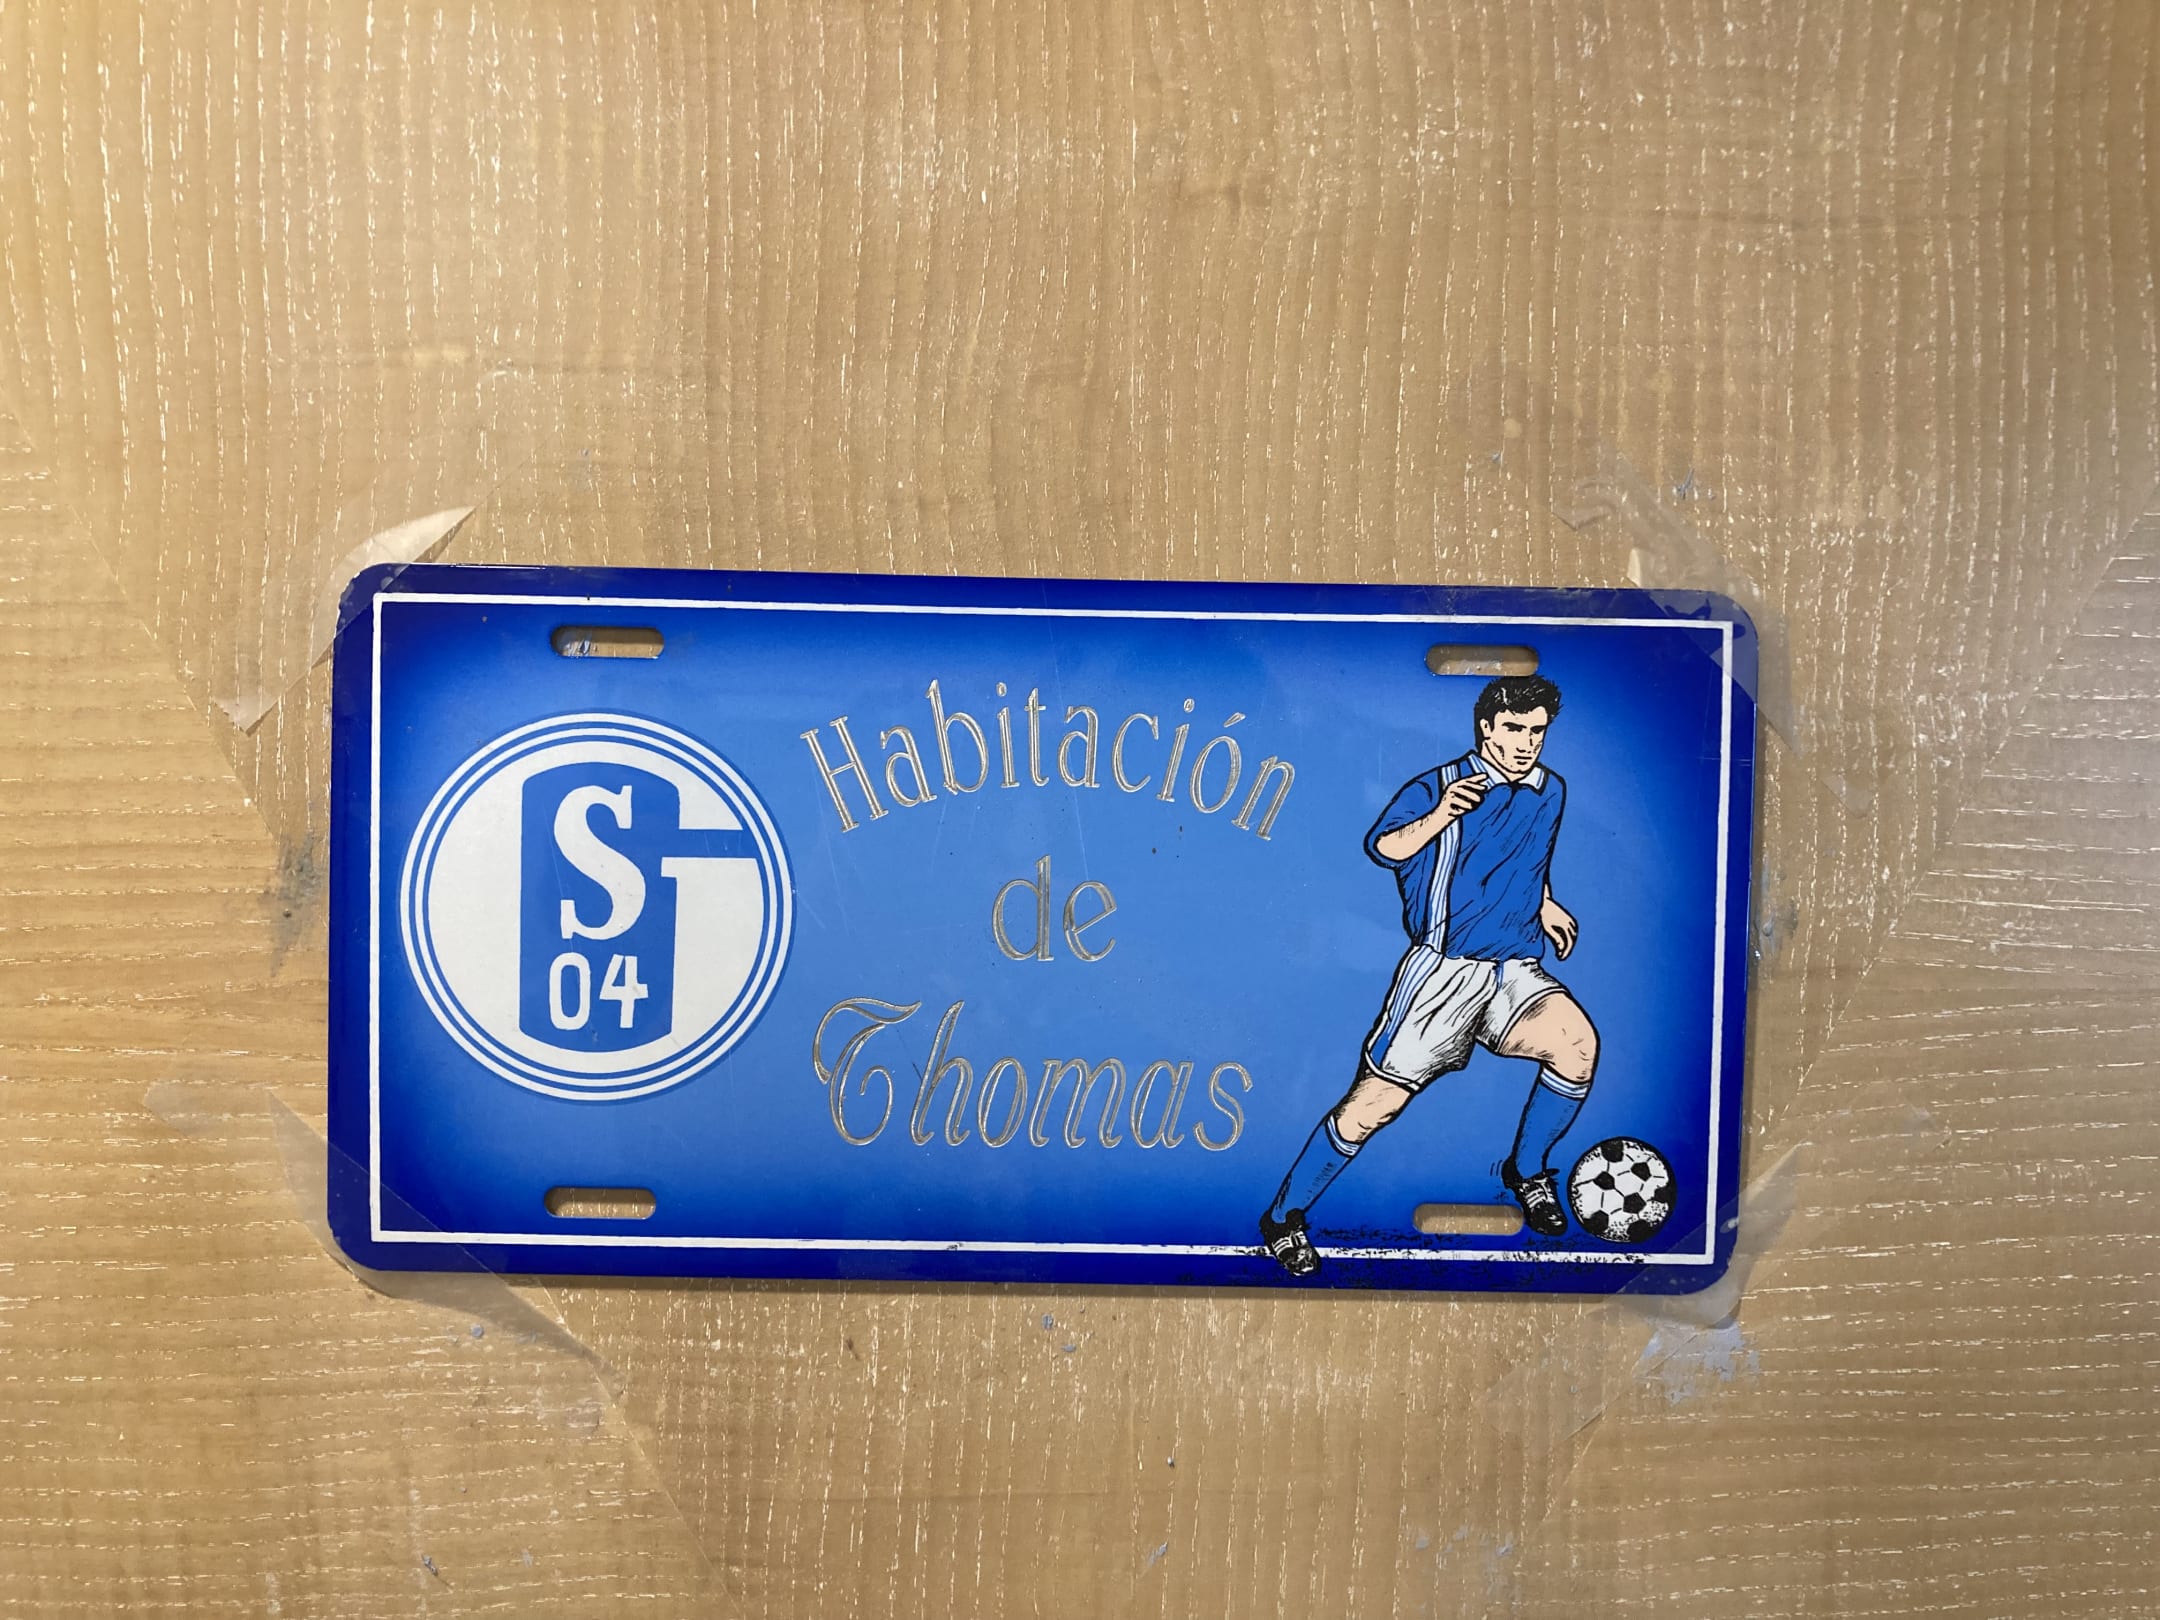 S
04
Habitación
de
Thomas